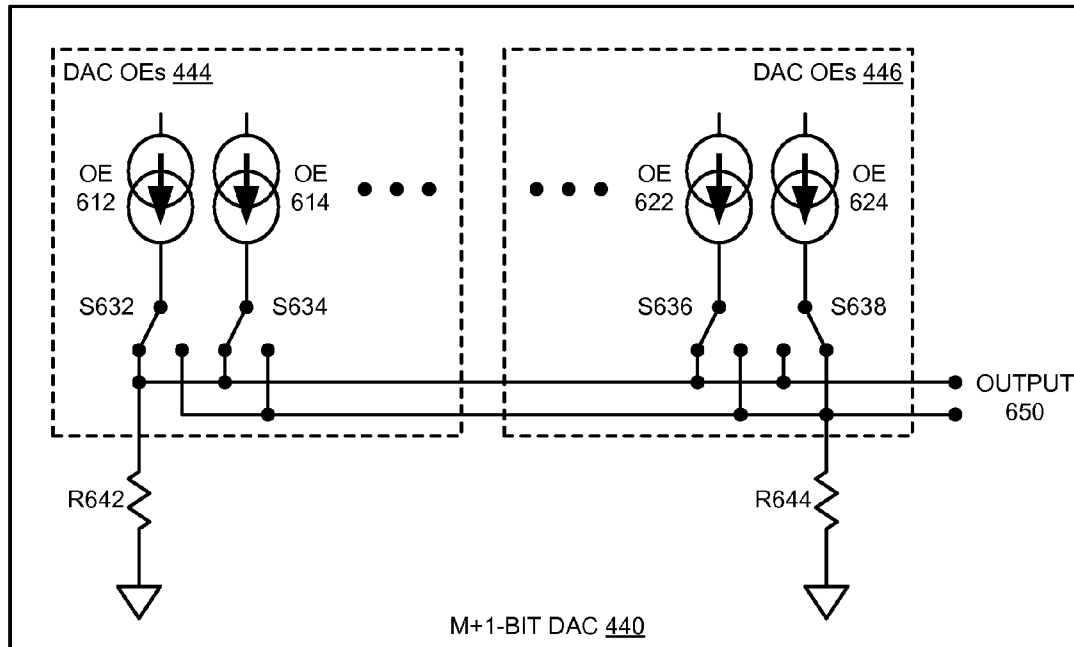 DAC OEs 444
DAC OEs 446
OE
612
OE
614
OE
622
OE
624
S632
S634
S636
S638
OUTPUT
650
R642
R644
M+1-BIT DAC 440